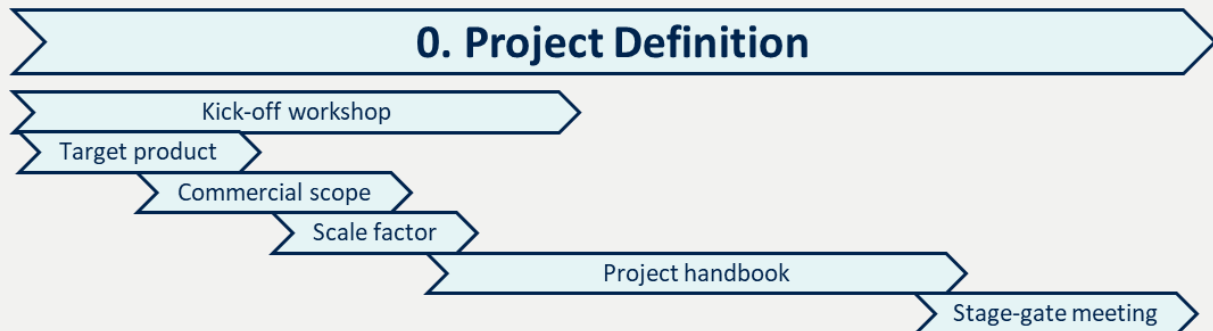 0. Project Definition
Kick-off workshop
Target product
Commercial scope
Scale factor
Project handbook
Stage-gate meeting